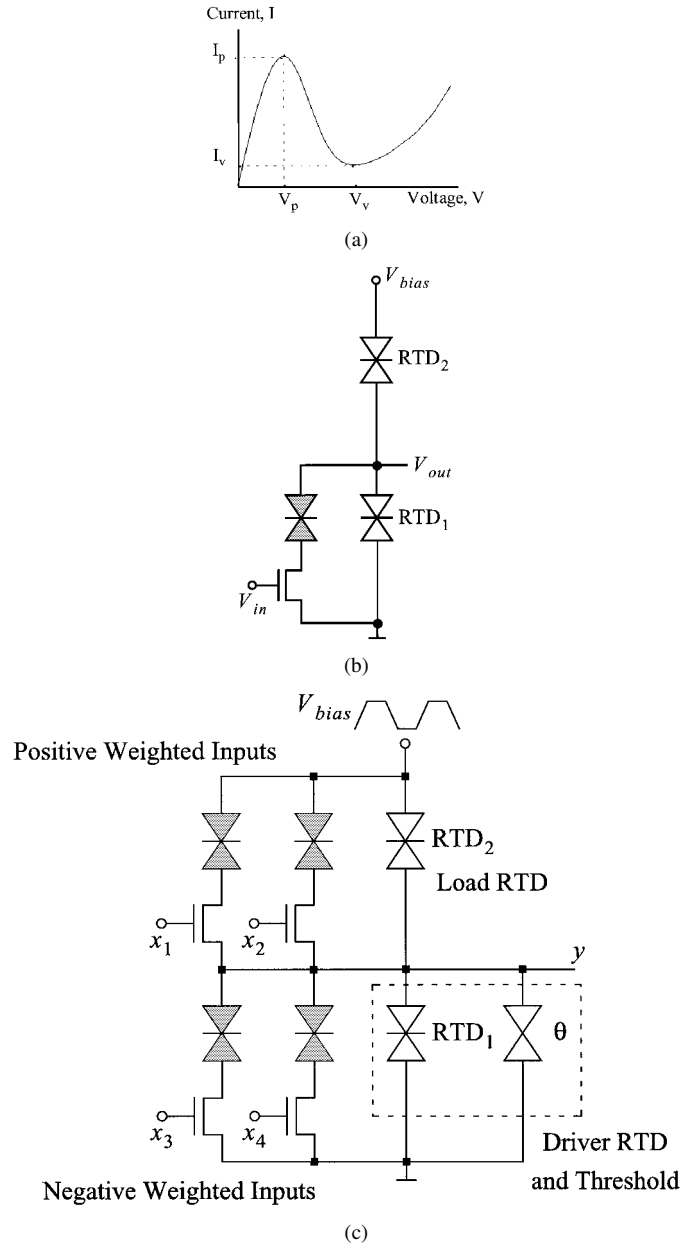 Current, I
I_p
I_v
V_p
V_v
Voltage, V
(a)
V_bias
RTD_2
V_out
RTD_1
V_in
(b)
V_bias
Positive Weighted Inputs
RTD_2
Load RTD
x_1
x_2
y
RTD_1
θ
x_3
x_4
Driver RTD
and Threshold
Negative Weighted Inputs
(c)